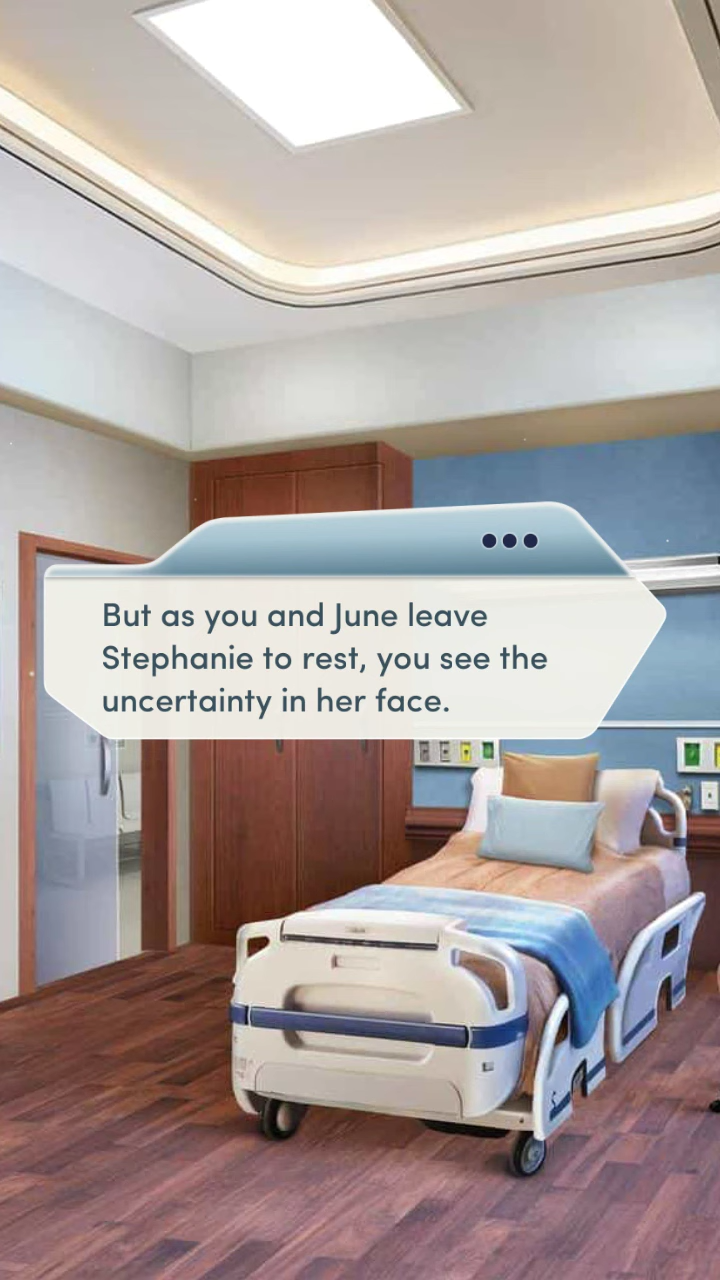 But as you and June leave
Stephanie to rest, you see the
uncertainty in her face.